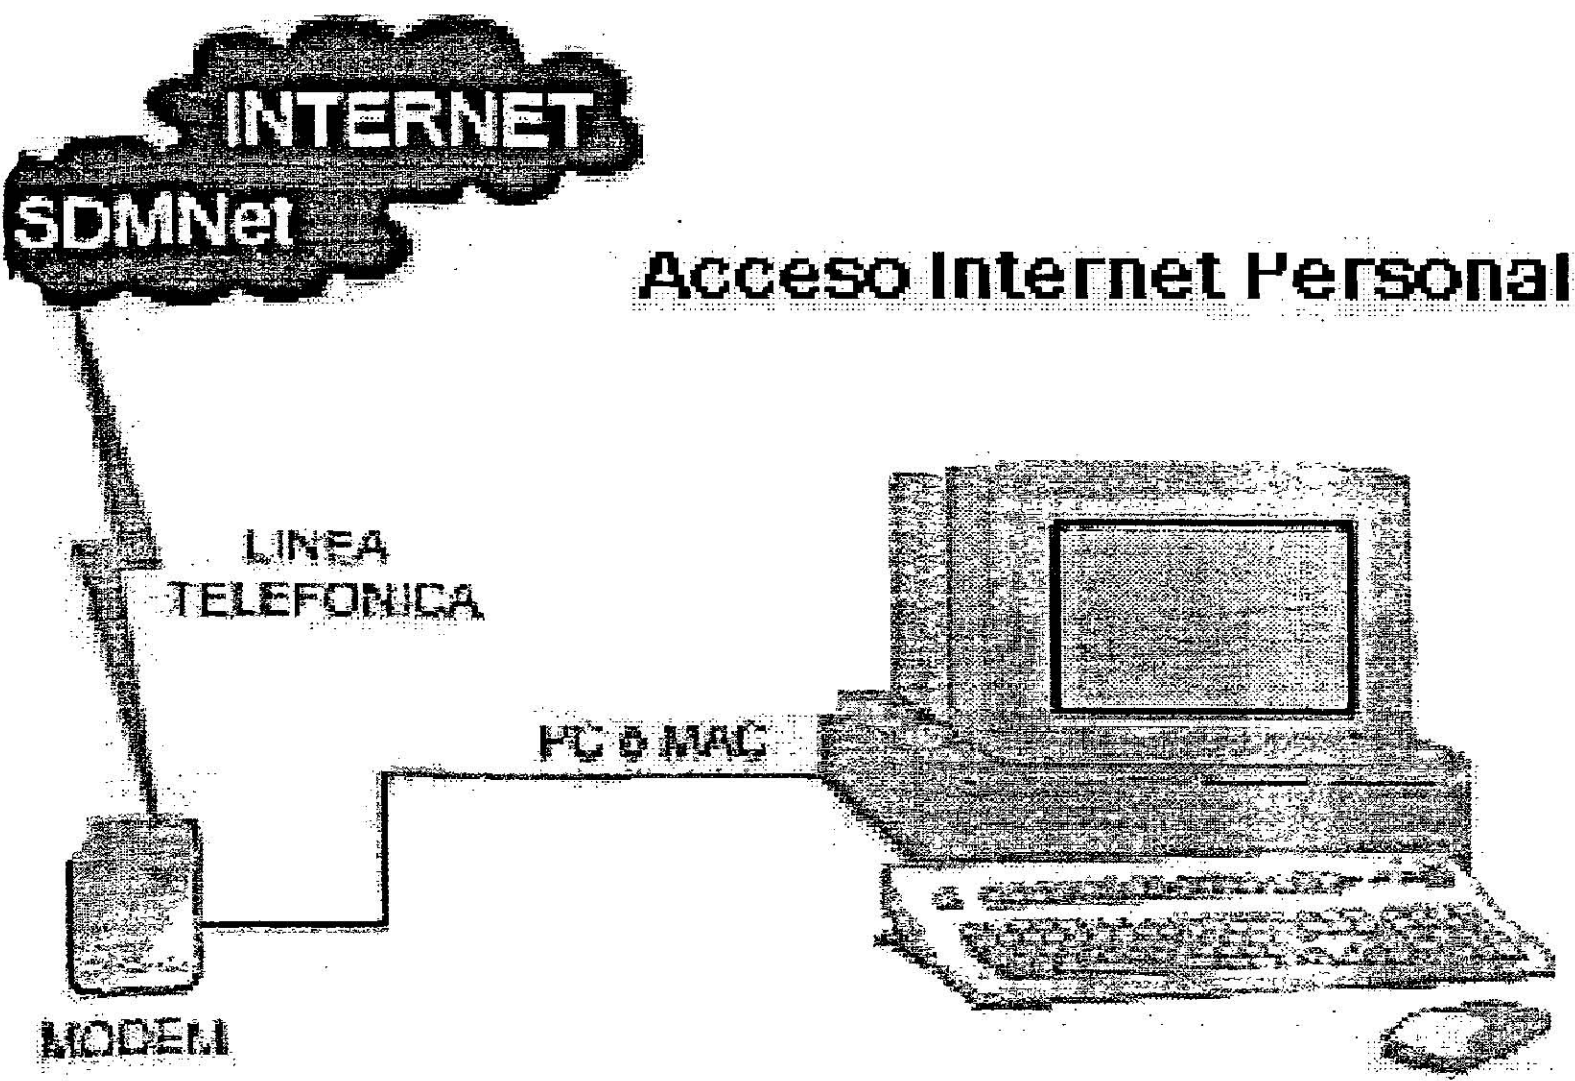 INTERNET
SDMNet
Acceso Internet Personal
LINEA
TELEFONICA
PC o MAC
MODEM